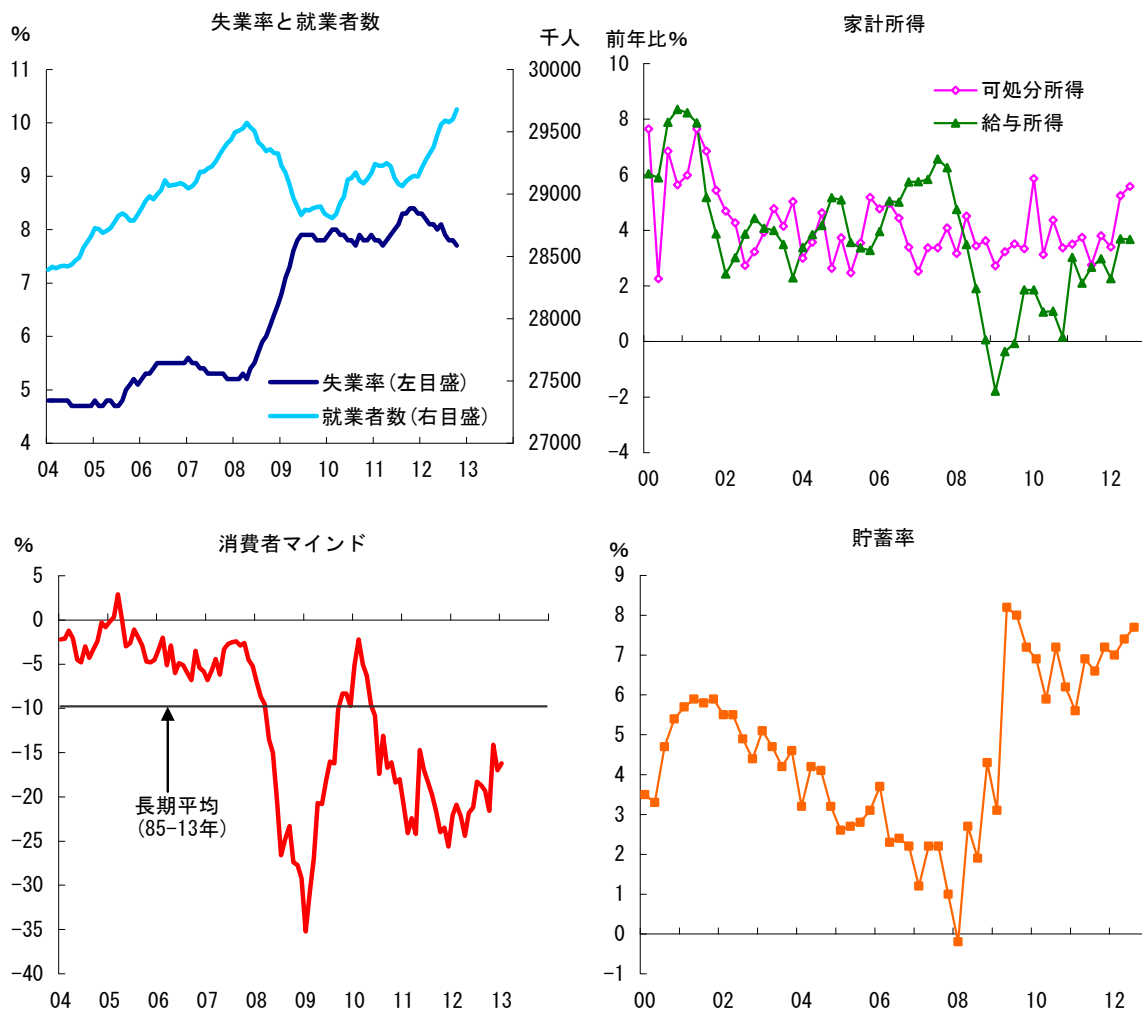 失業率と就業者数
%
千人
11
10
9
8
7
6
5
4
30000
29500
29000
28500
28000
27500
27000
失業率(左目盛)
就業者数(右目盛)
04 05 06 07 08 09 10 11 12 13
家計所得
前年比%
10
8
6
4
2
0
-2
-4
可処分所得
給与所得
00 02 04 06 08 10 12
消費者マインド
%
5
0
-5
-10
-15
-20
-25
-30
-35
-40
長期平均
(85-13年)
04 05 06 07 08 09 10 11 12 13
貯蓄率
%
9
8
7
6
5
4
3
2
1
0
-1
00 02 04 06 08 10 12